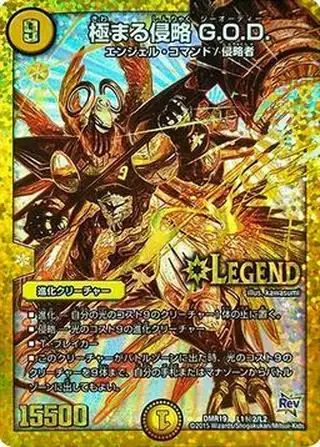 9
きわ しんりゃく ジーオーディー
極まる侵略 G.O.D.
エンジェル・コマンド/侵略者
LEGEND
illus. kawasumi
進化クリーチャー
■進化－自分の光のコスト9のクリーチャー1体の上に置く。
■侵略－光のコスト9の進化クリーチャー
■T・ブレイカー
■このクリーチャーがバトルゾーンに出た時、光のコスト9の
クリーチャーを1体、自分の手札またはマナゾーンからバトル
ゾーンに出してもよい。
Rev
15500
1
DMR19 L1 /L2
©2015 Wizards/Shogakukan/Mitsui-Kids